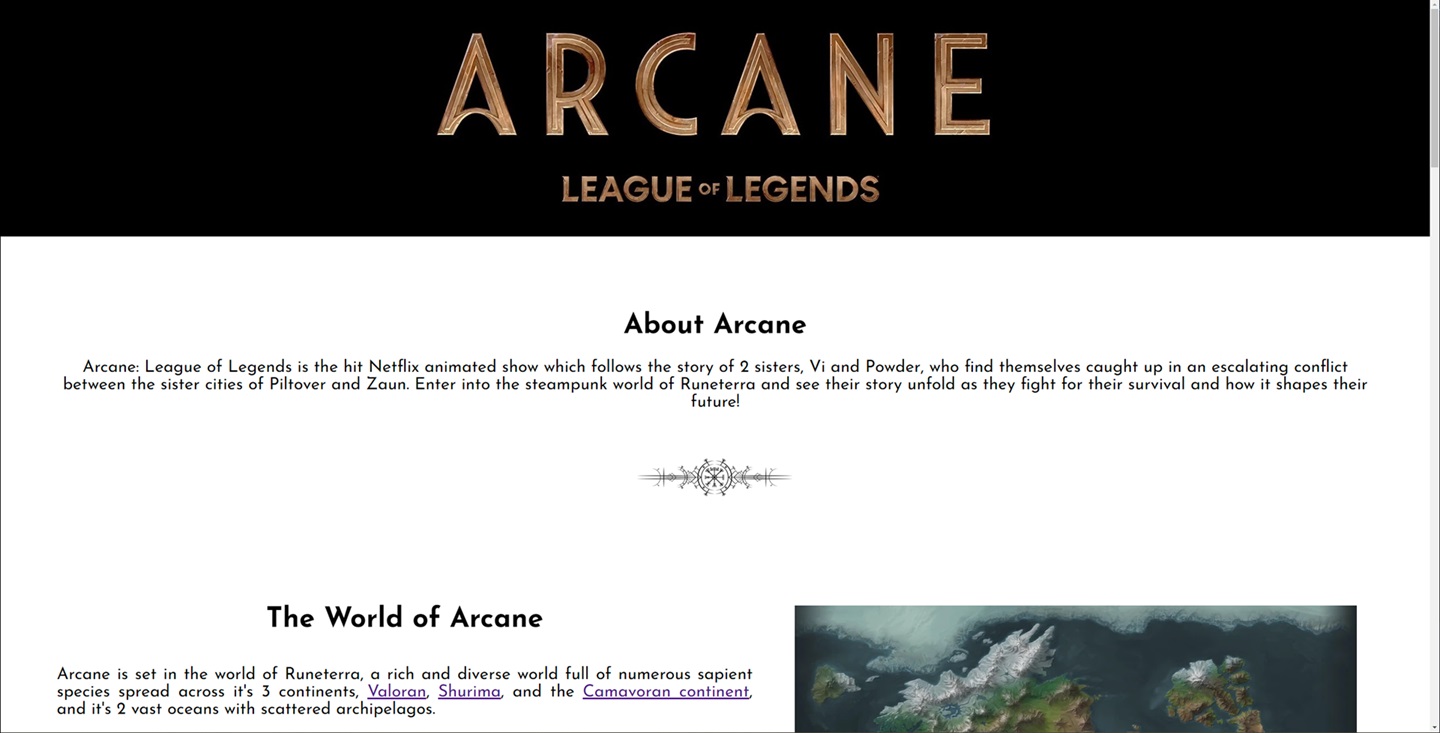 ARCANE
LEAGUE OF LEGENDS
About Arcane
Arcane: League of Legends is the hit Netflix animated show which follows the story of 2 sisters, Vi and Powder, who find themselves caught up in an escalating conflict
between the sister cities of Piltover and Zaun. Enter into the steampunk world of Runeterra and see their story unfold as they fight for their survival and how it shapes their
future!
The World of Arcane
Arcane is set in the world of Runeterra, a rich and diverse world full of numerous sapient
species spread across it's 3 continents, Valoran, Shurima, and the Camavoran continent,
and it's 2 vast oceans with scattered archipelagos.